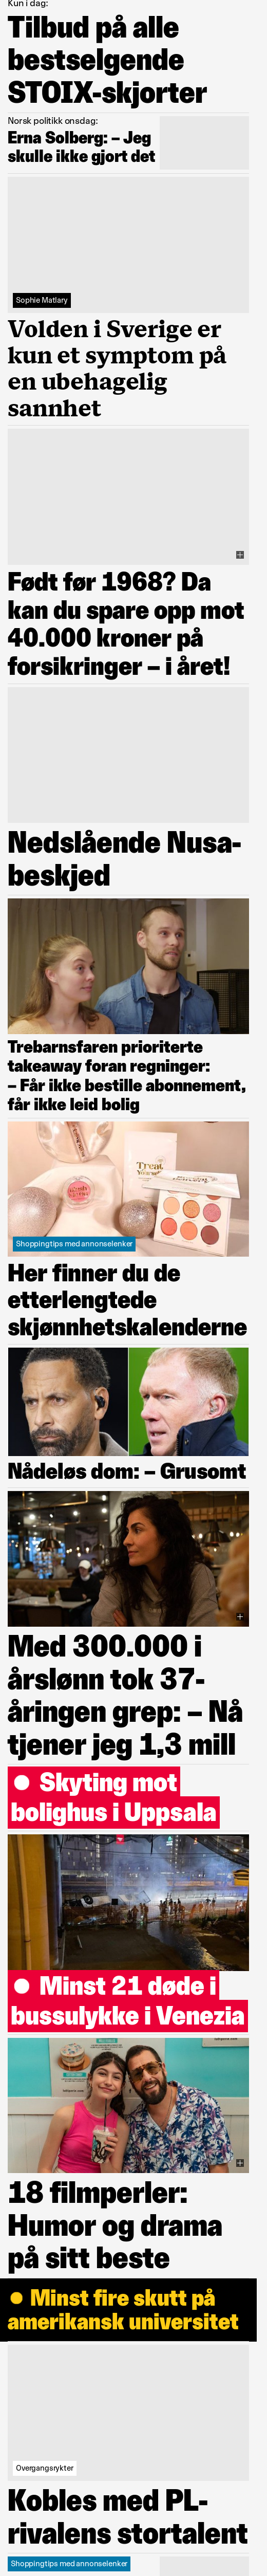 Kun i dag:
Tilbud på alle
bestselgende
STOIX-skjorter
Norsk politikk onsdag:
Erna Solberg: – Jeg
skulle ikke gjort det
Sophie Matlary
Volden i Sverige er
kun et symptom på
en ubehagelig
sannhet
Født før 1968? Da
kan du spare opp mot
40.000 kroner på
forsikringer – i året!
Nedslående Nusa-
beskjed
Trebarnsfaren prioriterte
takeaway foran regninger:
– Får ikke bestille abonnement,
får ikke leid bolig
Treat
Shoppingtips med annonselenker
Her finner du de
etterlengtede
skjønnhetskalenderne
Nådeløs dom: – Grusomt
Med 300.000 i
årslønn tok 37-
åringen grep: – Nå
tjener jeg 1,3 mill
Skyting mot
bolighus i Uppsala
Minst 21 døde i
bussulykke i Venezia
18 filmperler:
Humor og drama
på sitt beste
Minst fire skutt på
amerikansk universitet
Overgangsrykter
Kobles med PL-
rivalens stortalent
Shoppingtips med annonselenker